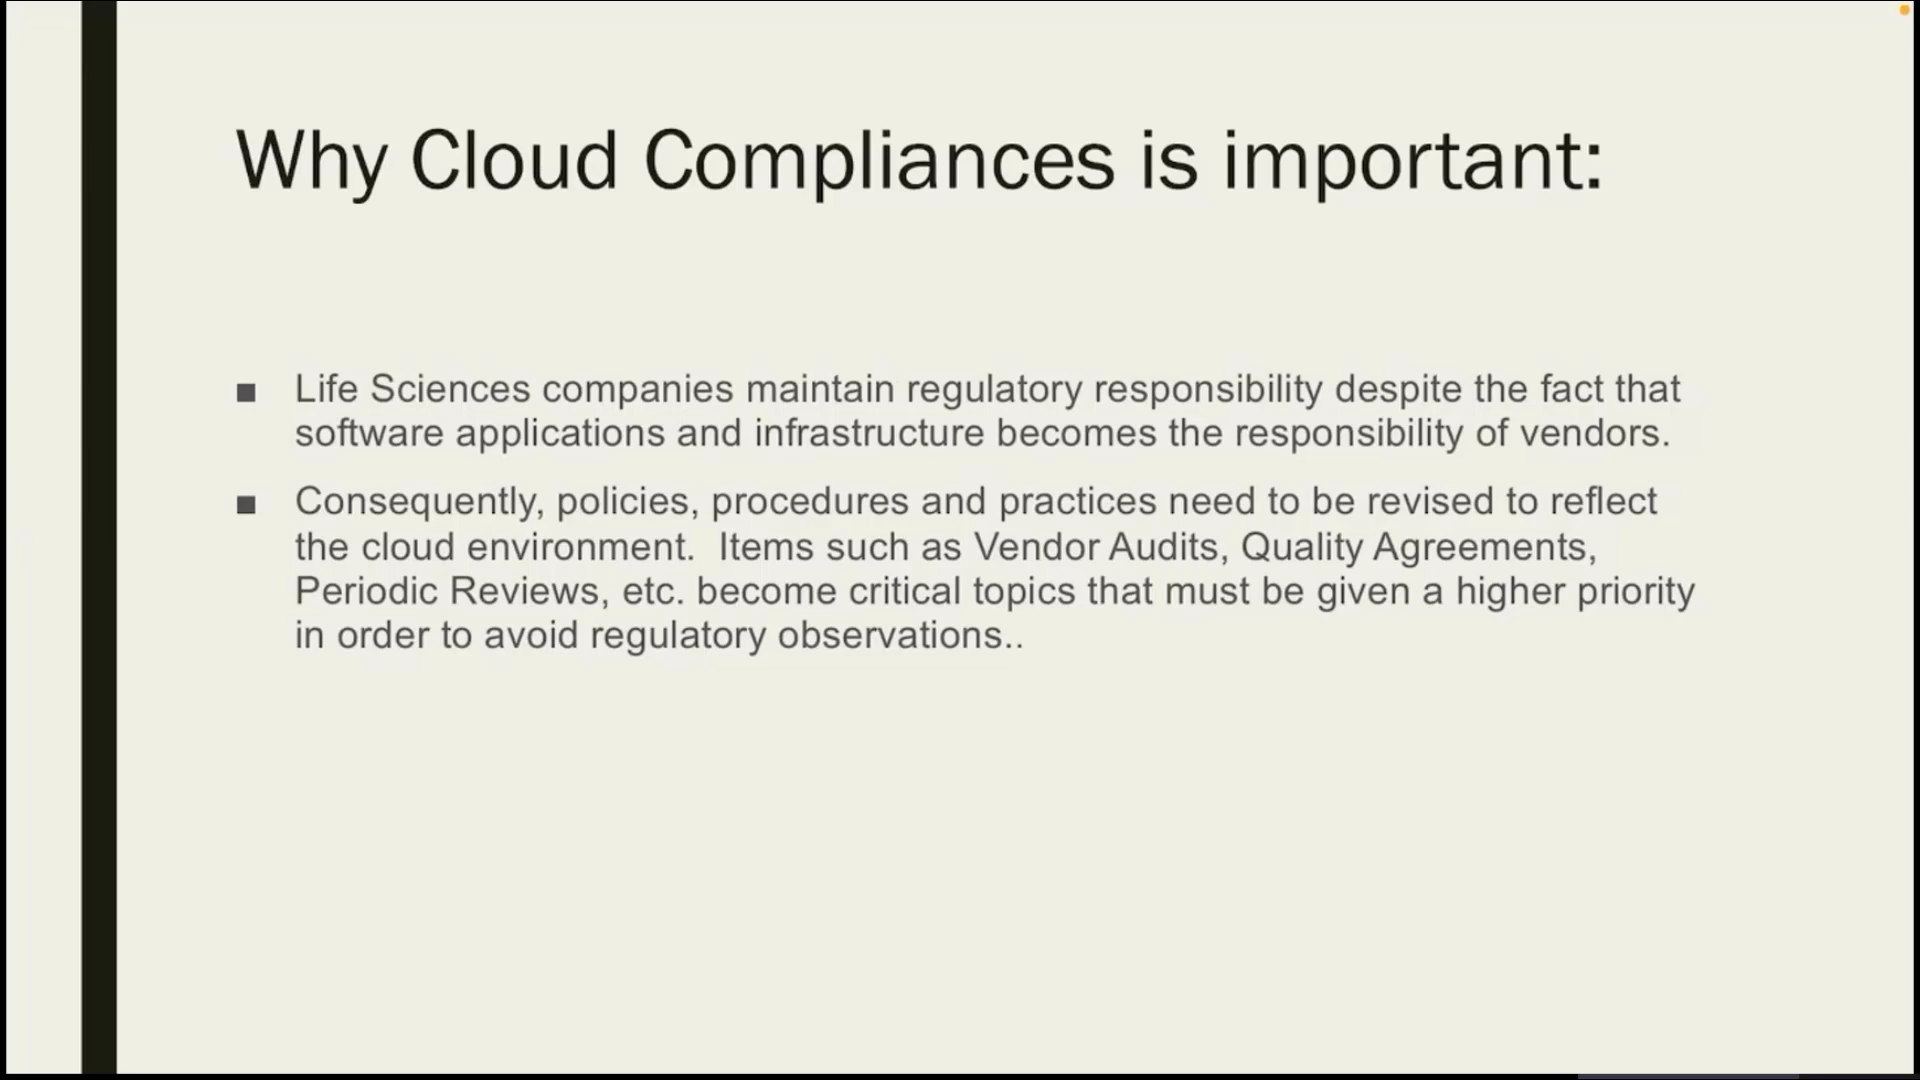 Why Cloud Compliances is important:
■ Life Sciences companies maintain regulatory responsibility despite the fact that
software applications and infrastructure becomes the responsibility of vendors.
■ Consequently, policies, procedures and practices need to be revised to reflect
the cloud environment.  Items such as Vendor Audits, Quality Agreements,
Periodic Reviews, etc. become critical topics that must be given a higher priority
in order to avoid regulatory observations..